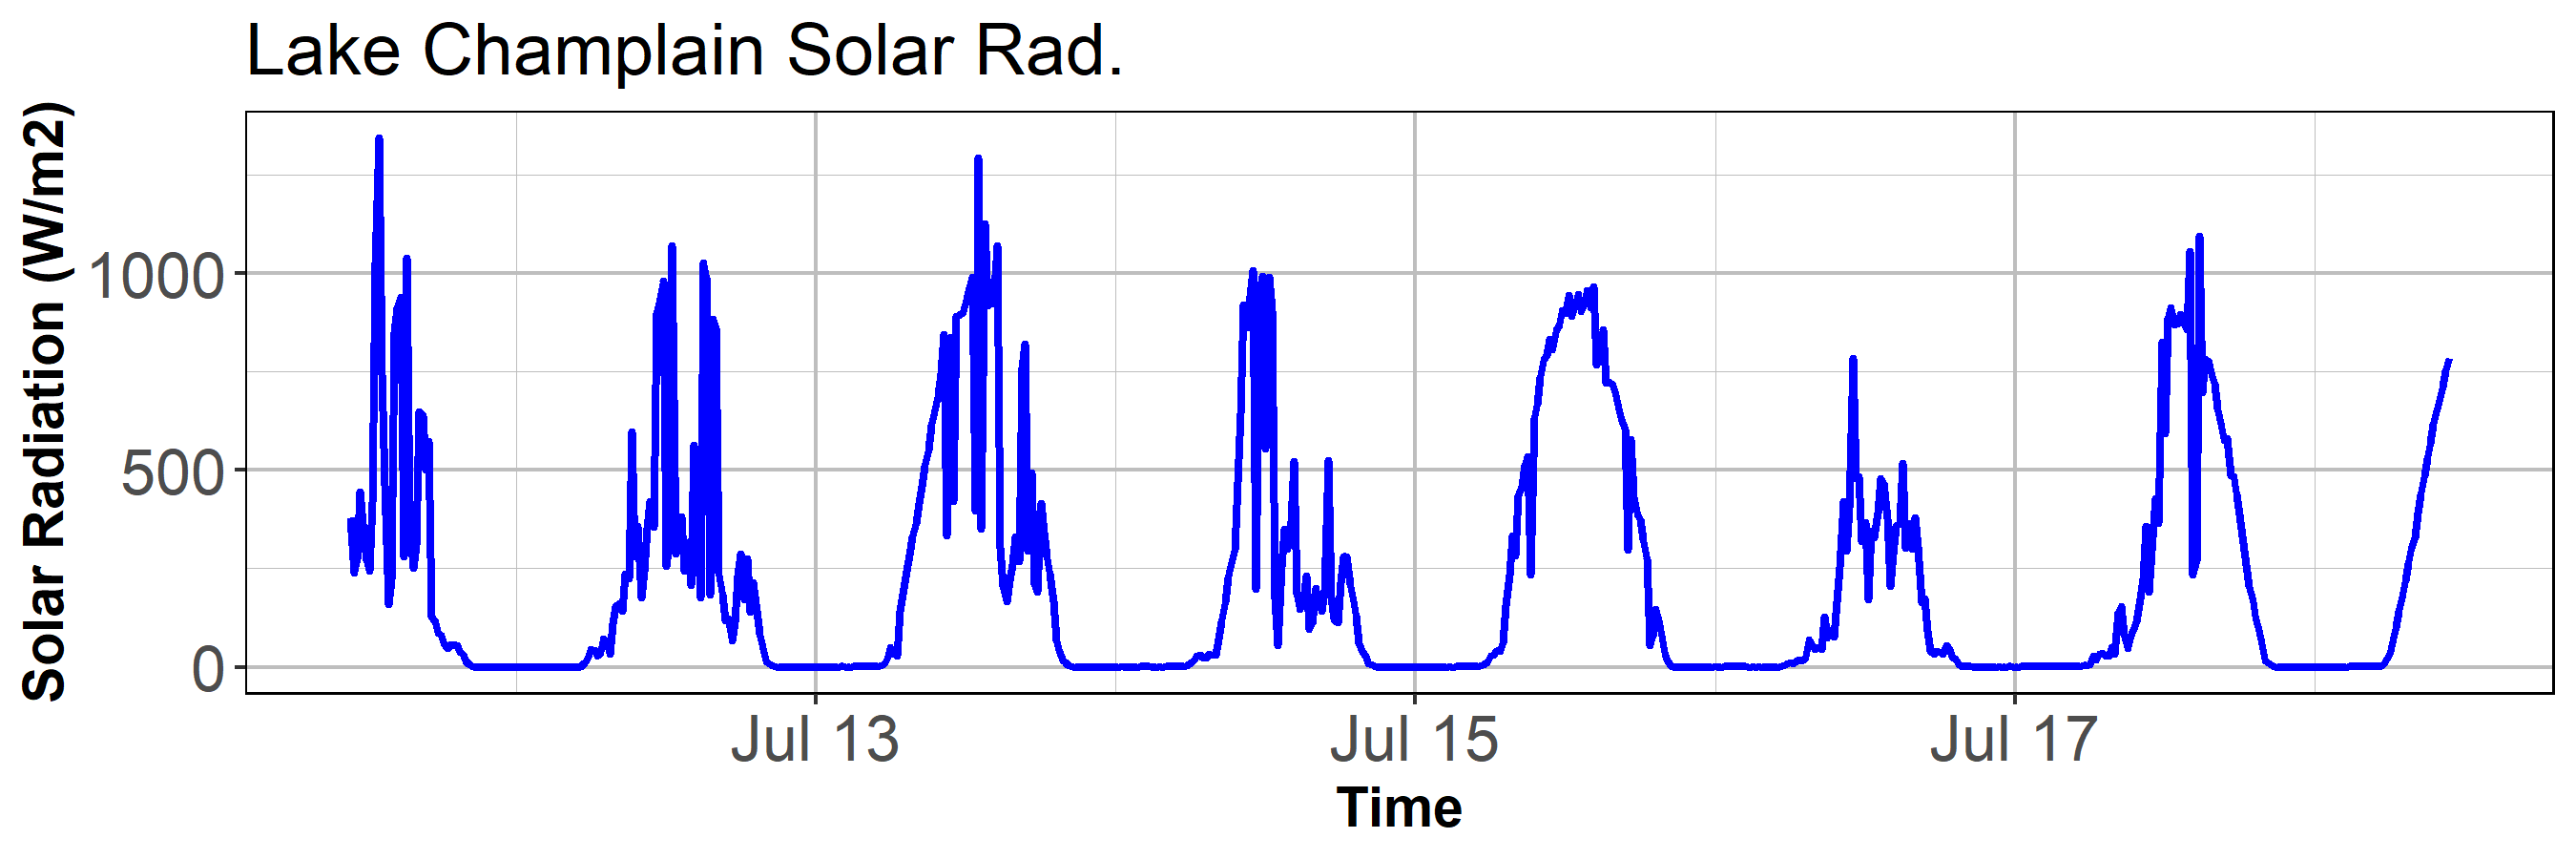 Lake Champlain Solar Rad.
Solar Radiation (W/m2)
1000
500
0
Jul 13 Jul 15 Jul 17
Time